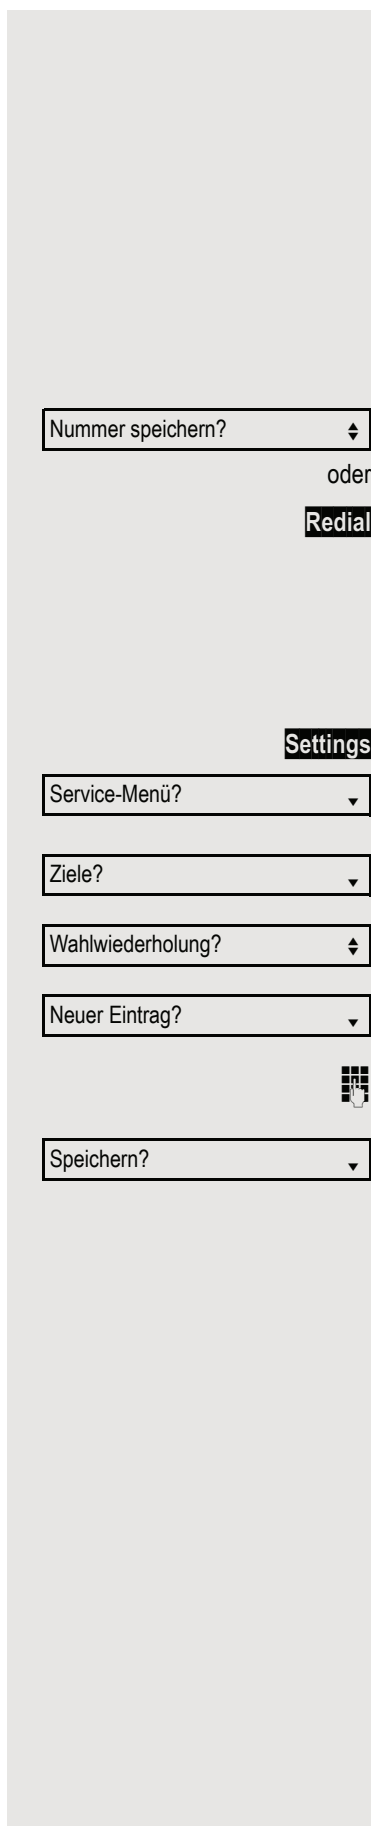 Nummer speichern?
oder
Redial
Settings
Service-Menü?
Ziele?
Wahlwiederholung?
Neuer Eintrag?
Speichern?